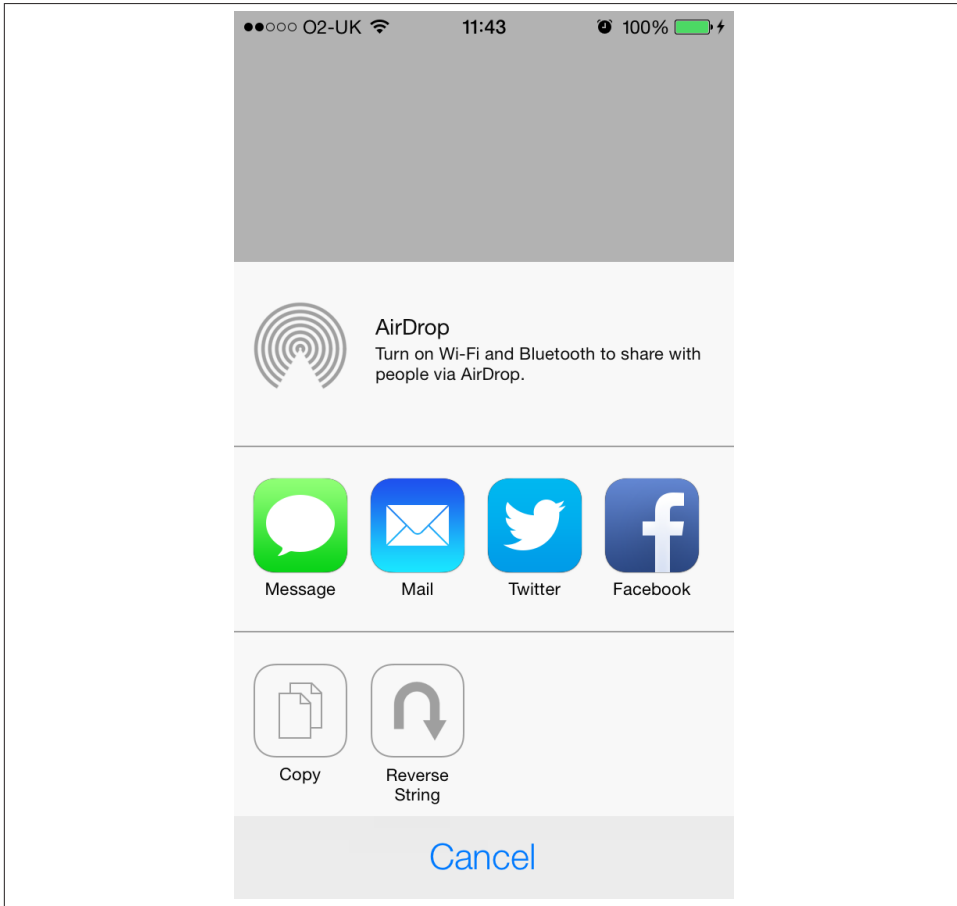 O2-UK 11:43 100%
AirDrop
Turn on Wi-Fi and Bluetooth to share with
people via AirDrop.
Message Mail Twitter Facebook
Copy Reverse
String
Cancel